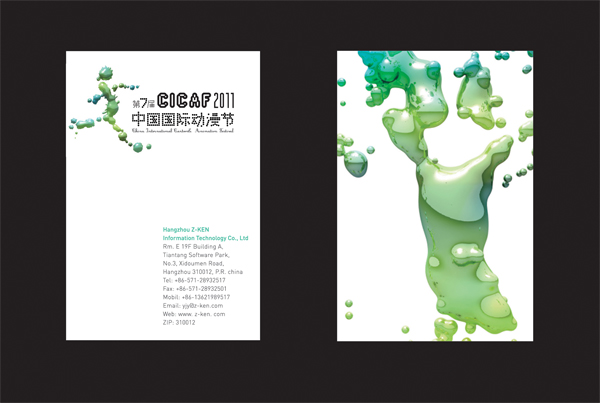 第7届 CICAF 2011
中国国际动漫节
China International Cartoon& Animation Festival
Hangzhou Z-KEN
Information Technology Co., Ltd
Rm. E 19F Building A,
Tiantang Software Park,
No.3, Xidoumen Road,
Hangzhou 310012, P.R. china
Tel: +86-571-28932517
Fax: +86-571-28932501
Mobil: +86-13621989517
Email: yjy@z-ken.com
Web: www. z-ken. com
ZIP: 310012